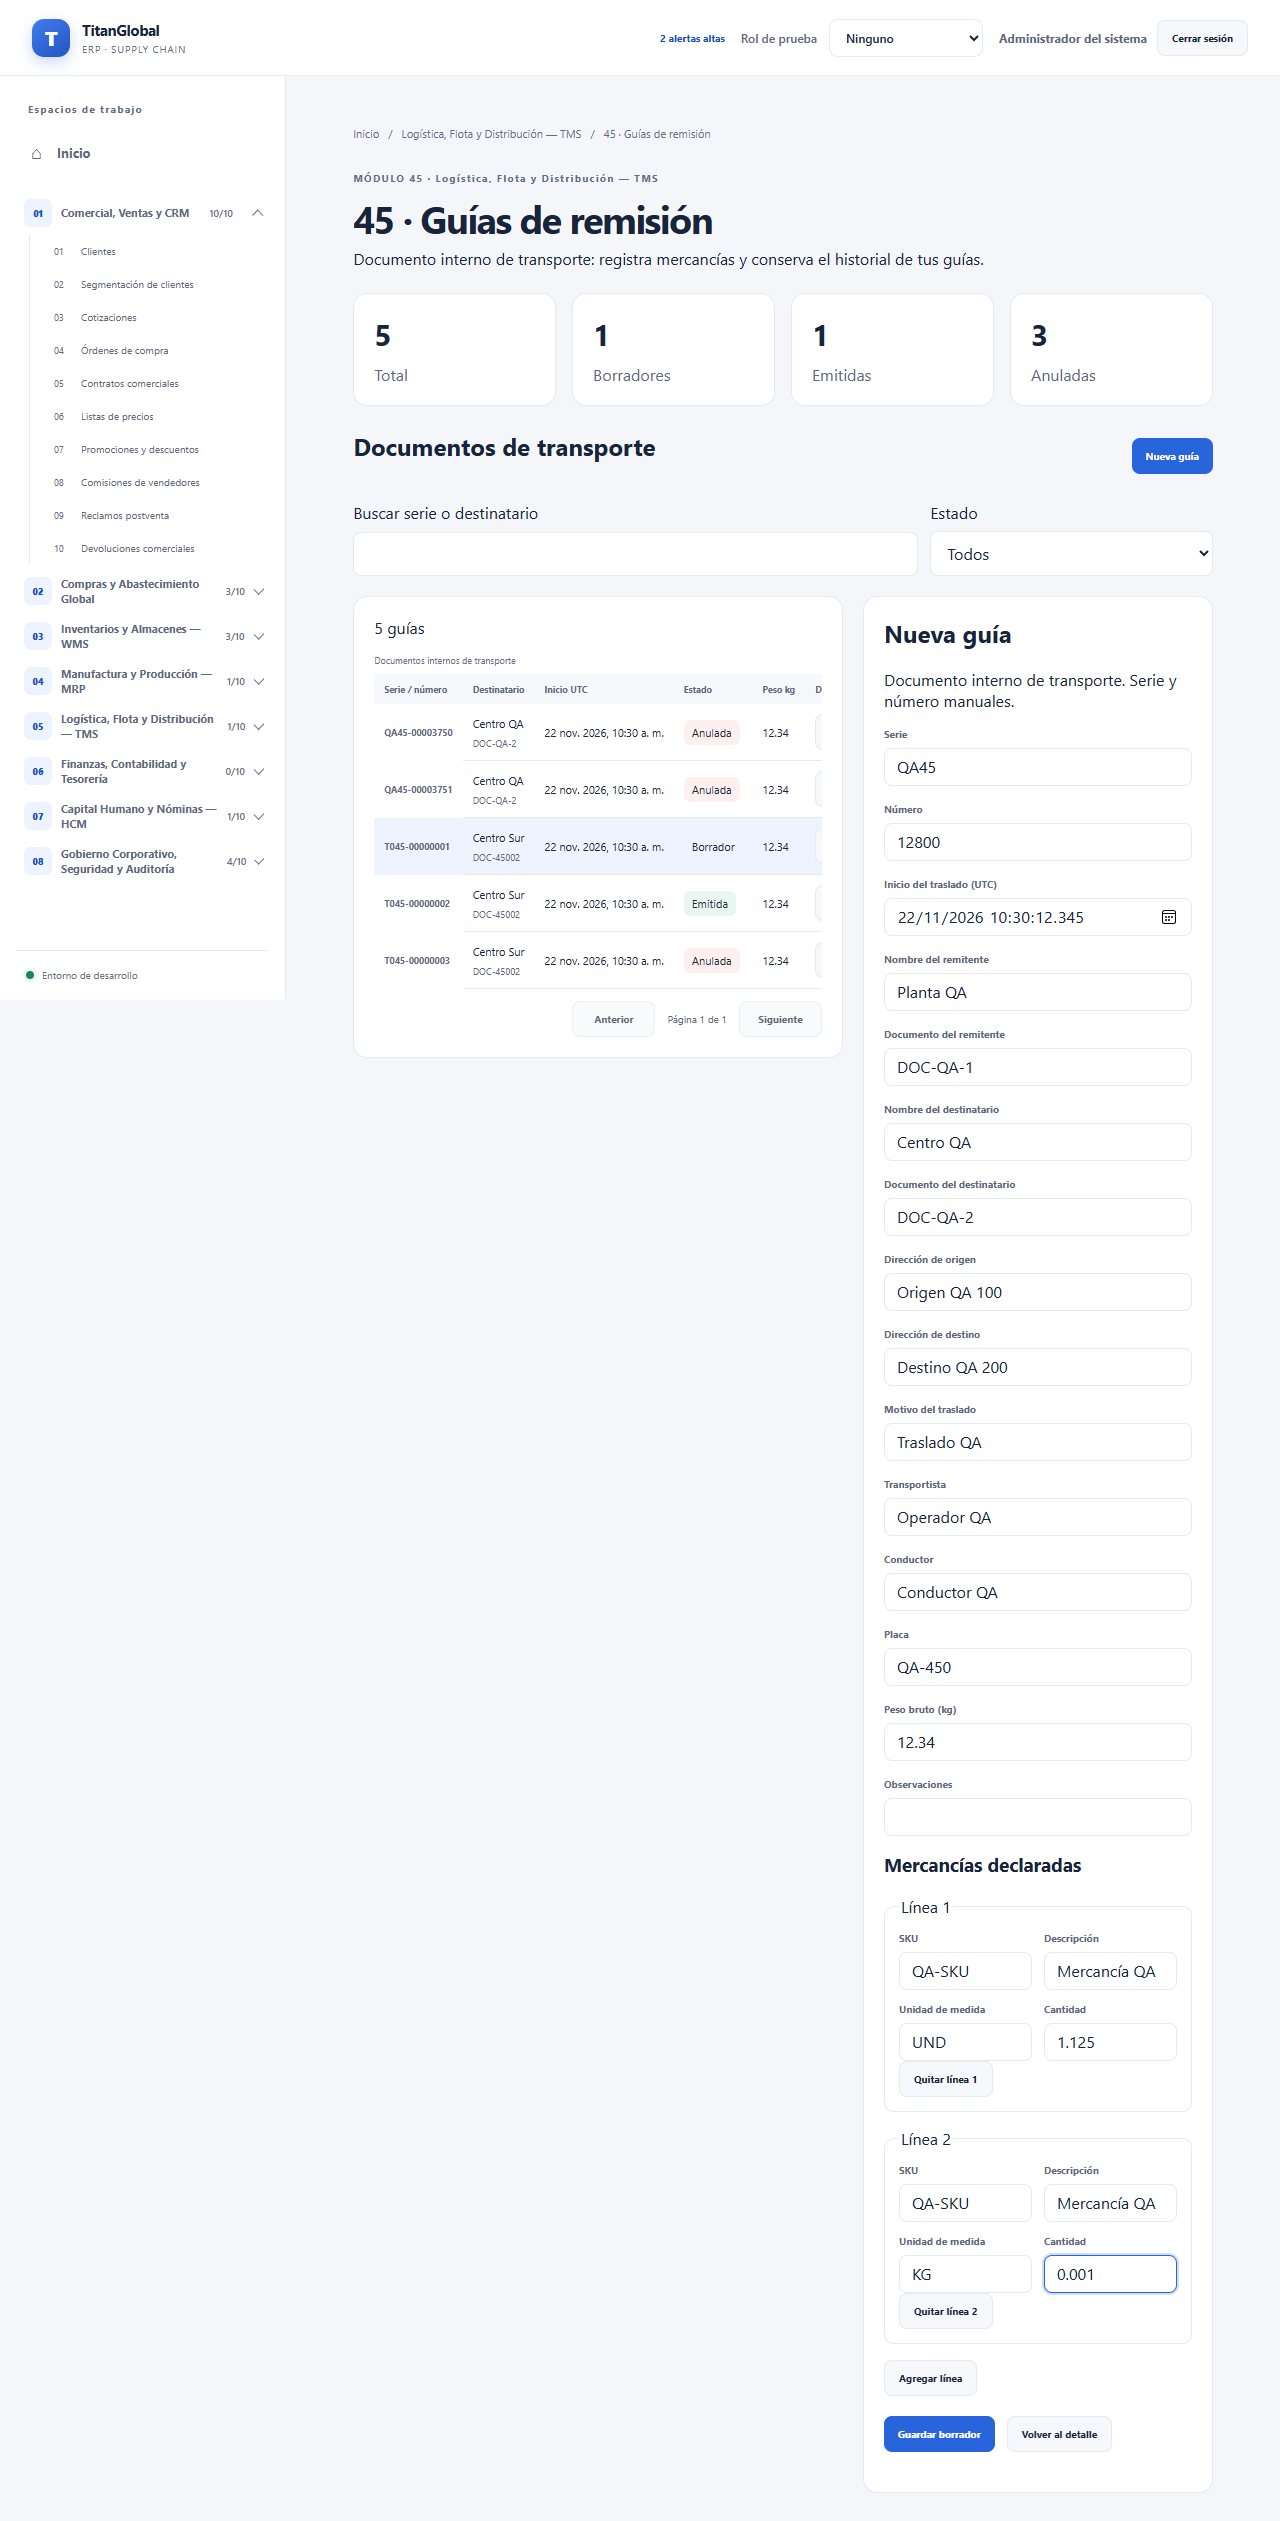 T
TitanGlobal
ERP · SUPPLY CHAIN
2 alertas altas
Rol de prueba
Ninguno
Administrador del sistema
Cerrar sesión
Espacios de trabajo
Inicio
01 Comercial, Ventas y CRM 10/10
01 Clientes
02 Segmentación de clientes
03 Cotizaciones
04 Órdenes de compra
05 Contratos comerciales
06 Listas de precios
07 Promociones y descuentos
08 Comisiones de vendedores
09 Reclamos postventa
10 Devoluciones comerciales
02 Compras y Abastecimiento Global 3/10
03 Inventarios y Almacenes — WMS 3/10
04 Manufactura y Producción — MRP 1/10
05 Logística, Flota y Distribución — TMS 1/10
06 Finanzas, Contabilidad y Tesorería 0/10
07 Capital Humano y Nóminas — HCM 1/10
08 Gobierno Corporativo, Seguridad y Auditoría 4/10
Entorno de desarrollo
Inicio / Logística, Flota y Distribución — TMS / 45 · Guías de remisión
MÓDULO 45 · Logística, Flota y Distribución — TMS
45 · Guías de remisión
Documento interno de transporte: registra mercancías y conserva el historial de tus guías.
5
Total
1
Borradores
1
Emitidas
3
Anuladas
Documentos de transporte
Nueva guía
Buscar serie o destinatario
Estado
Todos
5 guías
Documentos internos de transporte
Serie / número Destinatario Inicio UTC Estado Peso kg D
QA45-00003750 Centro QA DOC-QA-2 22 nov. 2026, 10:30 a. m. Anulada 12.34
QA45-00003751 Centro QA DOC-QA-2 22 nov. 2026, 10:30 a. m. Anulada 12.34
T045-00000001 Centro Sur DOC-45002 22 nov. 2026, 10:30 a. m. Borrador 12.34
T045-00000002 Centro Sur DOC-45002 22 nov. 2026, 10:30 a. m. Emitida 12.34
T045-00000003 Centro Sur DOC-45002 22 nov. 2026, 10:30 a. m. Anulada 12.34
Anterior Página 1 de 1 Siguiente
Nueva guía
Documento interno de transporte. Serie y
número manuales.
Serie
QA45
Número
12800
Inicio del traslado (UTC)
22/11/2026 10:30:12.345
Nombre del remitente
Planta QA
Documento del remitente
DOC-QA-1
Nombre del destinatario
Centro QA
Documento del destinatario
DOC-QA-2
Dirección de origen
Origen QA 100
Dirección de destino
Destino QA 200
Motivo del traslado
Traslado QA
Transportista
Operador QA
Conductor
Conductor QA
Placa
QA-450
Peso bruto (kg)
12.34
Observaciones
Mercancías declaradas
Línea 1
SKU Descripción
QA-SKU Mercancía QA
Unidad de medida Cantidad
UND 1.125
Quitar línea 1
Línea 2
SKU Descripción
QA-SKU Mercancía QA
Unidad de medida Cantidad
KG 0.001
Quitar línea 2
Agregar línea
Guardar borrador Volver al detalle